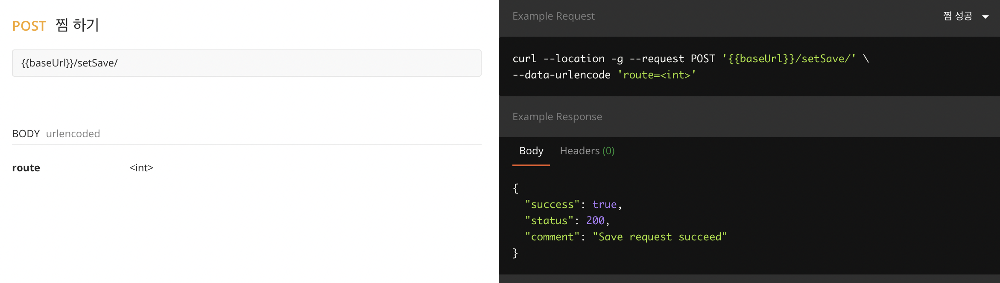 POST 찜 하기
{{baseUrl}}/setSave/
BODY urlencoded
route <int>
Example Request 찜 성공
curl --location -g --request POST '{{baseUrl}}/setSave/' \
--data-urlencode 'route=<int>'
Example Response
Body Headers (0)
{
  "success": true,
  "status": 200,
  "comment": "Save request succeed"
}